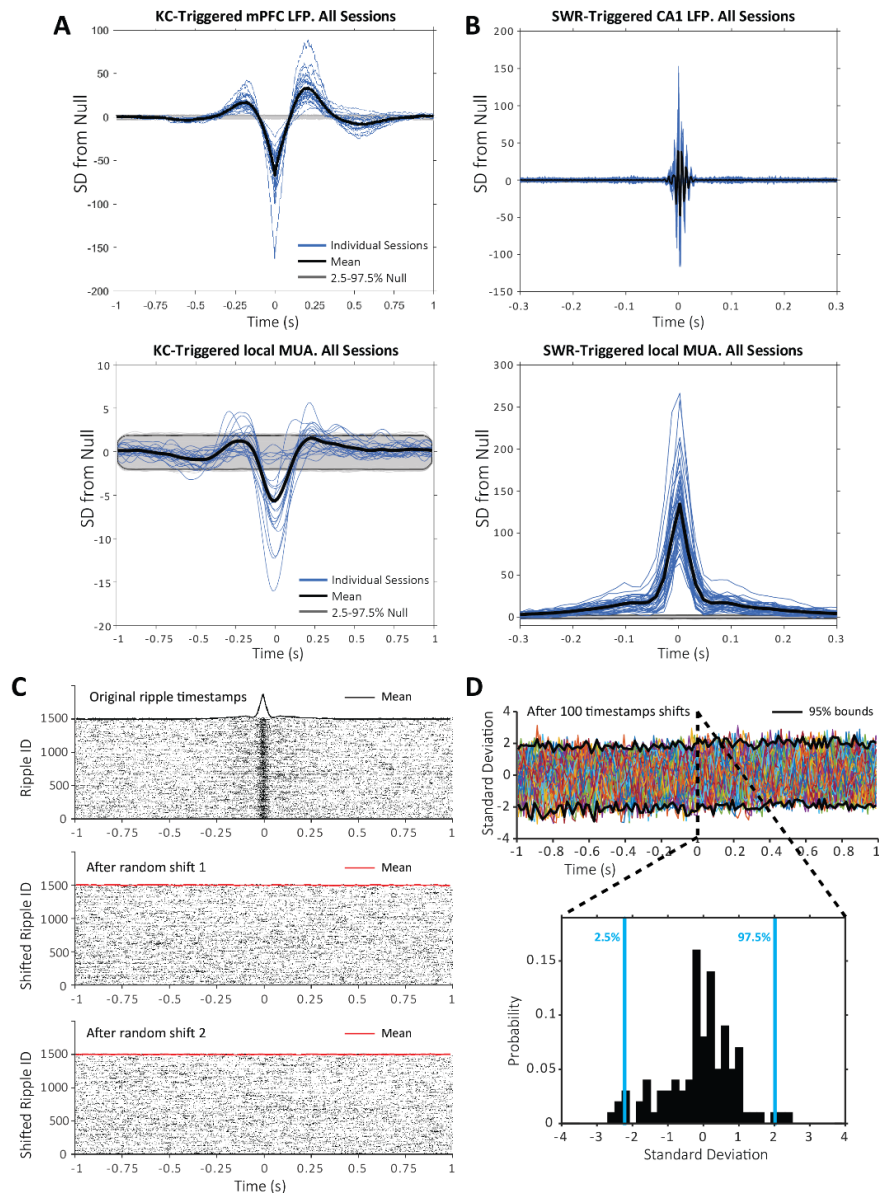 A
KC-Triggered mPFC LFP. All Sessions
100
50
0
-50
-100
-150
-200
SD from Null
-1 -0.75 -0.5 -0.25 0 0.25 0.5 0.75 1
Time (s)
Individual Sessions
Mean
2.5-97.5% Null
KC-Triggered local MUA. All Sessions
10
5
0
-5
-10
-15
-20
SD from Null
-1 -0.75 -0.5 -0.25 0 0.25 0.5 0.75 1
Time (s)
Individual Sessions
Mean
2.5-97.5% Null
B
SWR-Triggered CA1 LFP. All Sessions
200
150
100
50
0
-50
-100
-150
SD from Null
-0.3 -0.2 -0.1 0 0.1 0.2 0.3
Time (s)
SWR-Triggered local MUA. All Sessions
300
250
200
150
100
50
0
SD from Null
-0.3 -0.2 -0.1 0 0.1 0.2 0.3
Time (s)
C
Original ripple timestamps Mean
1500
1000
500
0
Ripple ID
-1 -0.75 -0.5 -0.25 0 0.25 0.5 0.75 1
After random shift 1 Mean
1500
1000
500
0
Shifted Ripple ID
-1 -0.75 -0.5 -0.25 0 0.25 0.5 0.75 1
After random shift 2 Mean
1500
1000
500
0
Shifted Ripple ID
-1 -0.75 -0.5 -0.25 0 0.25 0.5 0.75 1
Time (s)
D
After 100 timestamps shifts 95% bounds
4
2
0
-2
-4
Standard Deviation
-1 -0.8 -0.6 -0.4 -0.2 0 0.2 0.4 0.6 0.8 1
Time (s)
2.5% 97.5%
0.15
0.1
0.05
0
Probability
-4 -3 -2 -1 0 1 2 3 4
Standard Deviation